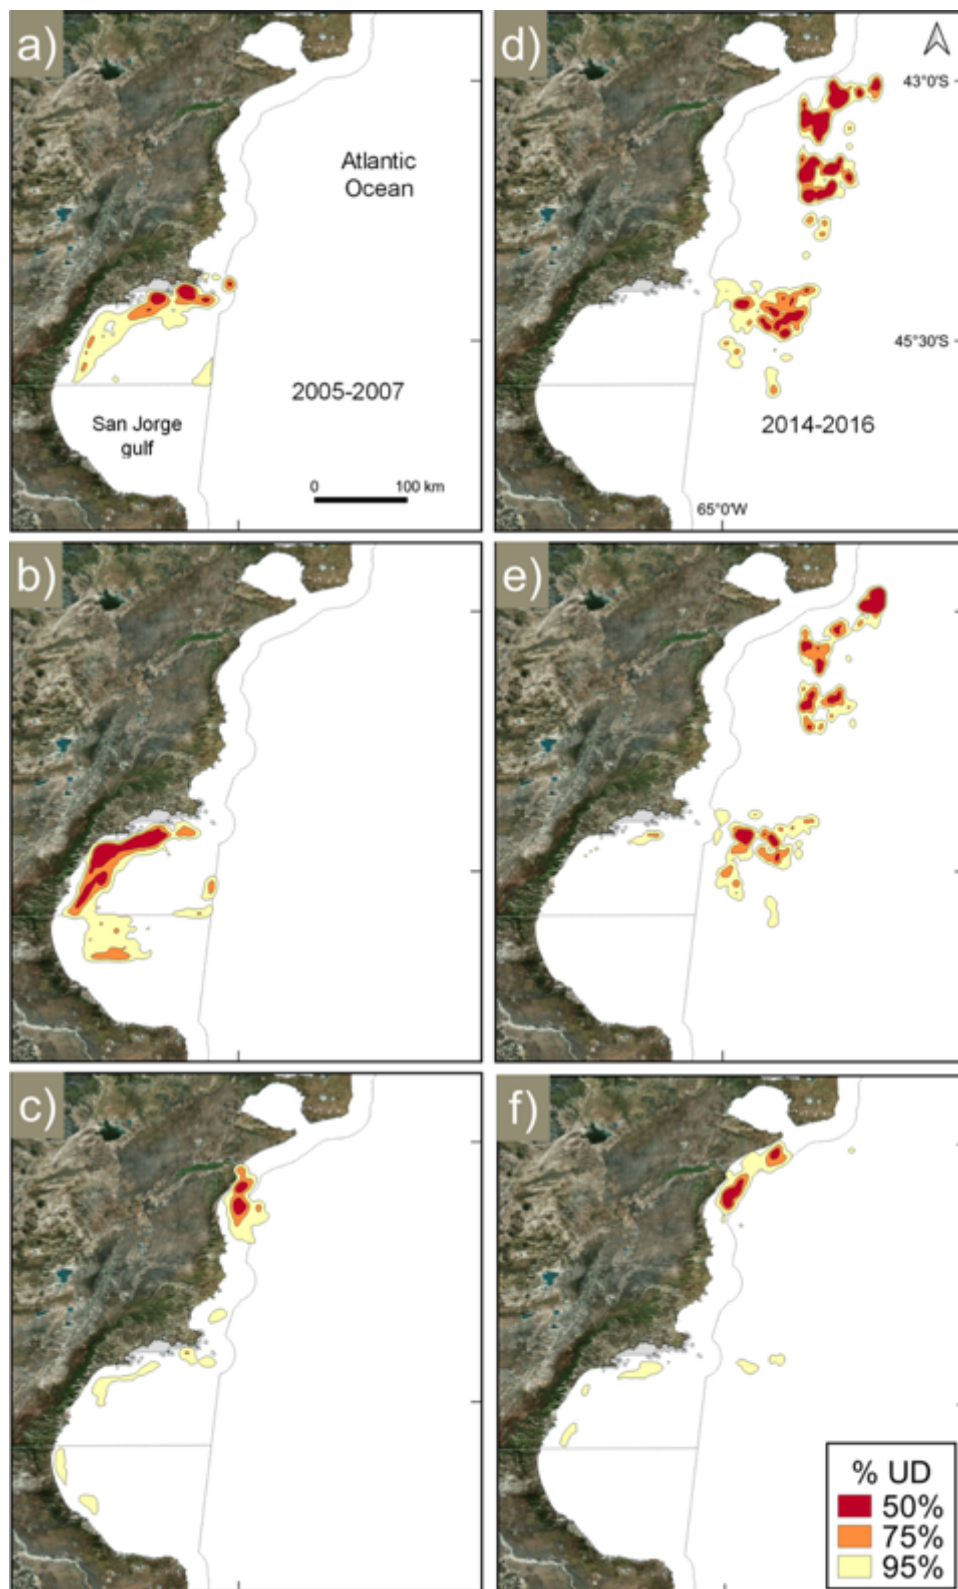 a)
Atlantic
Ocean
2005-2007
San Jorge
gulf
0 100 km
d)
43°0'S
45°30'S
2014-2016
65°0'W
b)
e)
c)
f)
% UD
50%
75%
95%